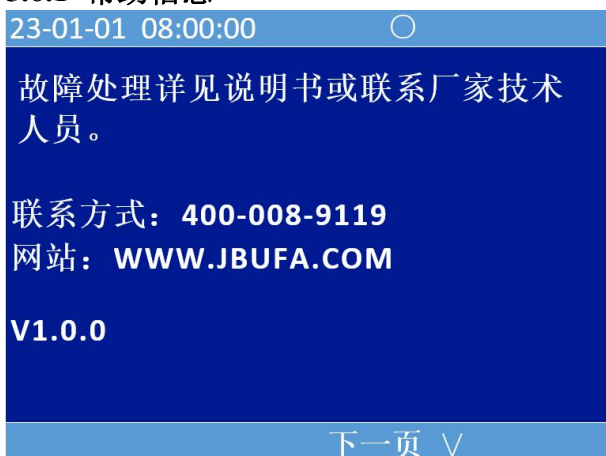 23-01-01 08:00:00 ○
故障处理详见说明书或联系厂家技术
人员。
联系方式：400-008-9119
网站：WWW.JBUFA.COM
V1.0.0
下一页 ∨